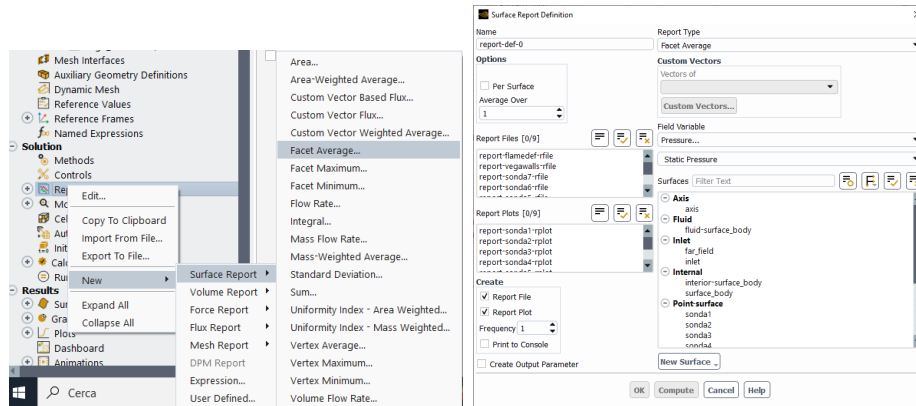 Mesh Interfaces
Auxiliary Geometry Definitions
Dynamic Mesh
Reference Values
Reference Frames
Named Expressions
Solution
Methods
Controls
Calc
Results
Plots
Dashboard
Animations
Cerca
Edit...
Copy To Clipboard
Import From File...
Export To File...
New
Expand All
Collapse All
Surface Report
Volume Report
Force Report
Flux Report
Mesh Report
DPM Report
Expression...
User Defined...
Area...
Area-Weighted Average...
Custom Vector Based Flux...
Custom Vector Flux...
Custom Vector Weighted Average...
Facet Average...
Facet Maximum...
Facet Minimum...
Flow Rate...
Integral...
Mass Flow Rate...
Mass-Weighted Average...
Standard Deviation...
Sum...
Uniformity Index - Area Weighted...
Uniformity Index - Mass Weighted...
Vertex Average...
Vertex Maximum...
Vertex Minimum...
Volume Flow Rate...
Surface Report Definition
Name
report-def-0
Options
Per Surface
Average Over
1
Report Files [0/9]
report-flamedef-rfile
report-vegawalls-rfile
report-sonda7-rfile
report-sonda6-rfile
Report Plots [0/9]
report-sonda1-rplot
report-sonda2-rplot
report-sonda3-rplot
report-sonda4-rplot
Create
Report File
Report Plot
Frequency 1
Print to Console
Create Output Parameter
Report Type
Facet Average
Custom Vectors
Vectors of
Custom Vectors...
Field Variable
Pressure...
Static Pressure
Surfaces Filter Text
Axis
axis
Fluid
fluid-surface_body
Inlet
far_field
inlet
Internal
interior-surface_body
surface_body
Point-surface
sonda1
sonda2
sonda3
sonda4
New Surface
OK Compute Cancel Help